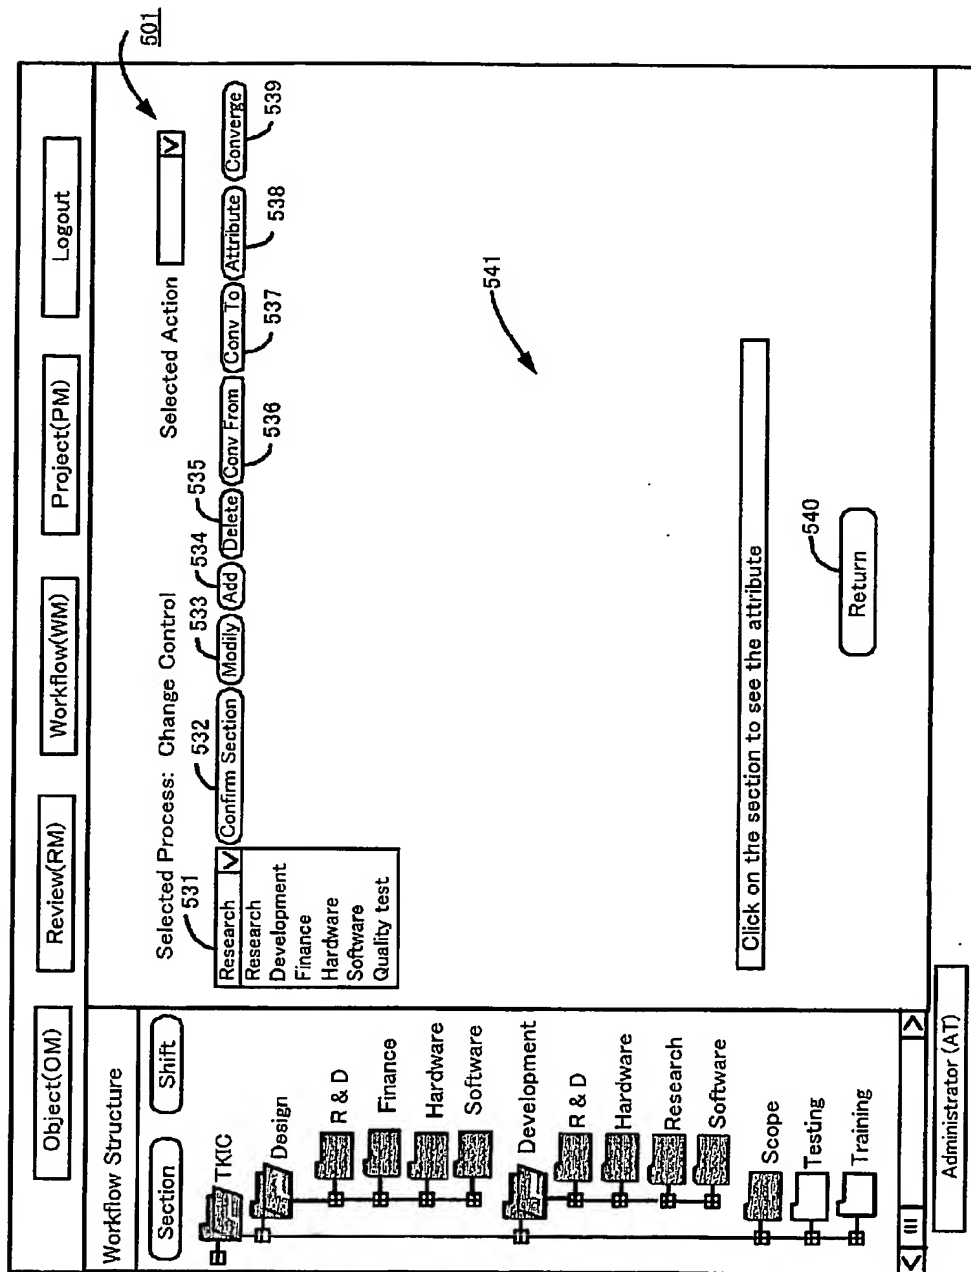 501
Object(OM) Review(RM) Workflow(WM) Project(PM) Logout
Workflow Structure
Section Shift
TKIC
Design
R & D
Finance
Hardware
Software
Development
R & D
Hardware
Research
Software
Scope
Testing
Training
Selected Process: Change Control Selected Action
531 532 533 534 535
Research Confirm Section Modify Add Delete Conv From Conv To Attribute Converge
536 537 538 539
Research
Development
Finance
Hardware
Software
Quality test
541
Click on the section to see the attribute
540
Return
Administrator (AT)